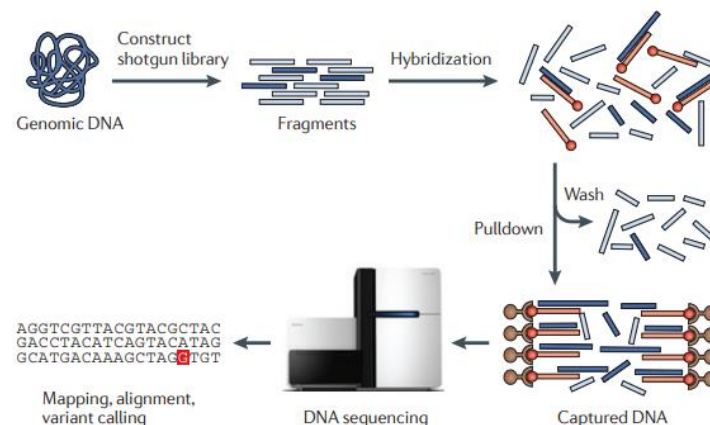 Construct
shotgun library
Hybridization
Genomic DNA
Fragments
Wash
Pulldown
AGGTCGTTACGTACGCTAC
GACCTACATCAGTACATAG
GCATGACAAAGCTAGGTGT
Mapping, alignment,
variant calling
DNA sequencing
Captured DNA